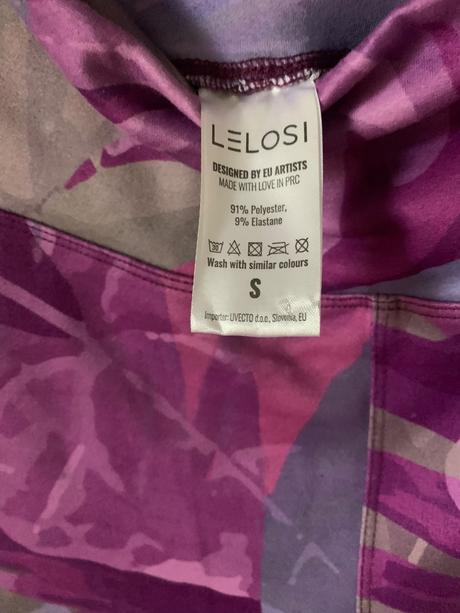 LELOSI
DESIGNED BY EU ARTISTS
MADE WITH LOVE IN PRC
91% Polyester,
9% Elastane
30
Wash with similar colours
S
Importer: UVECTO d.o.o., Slovenia, EU